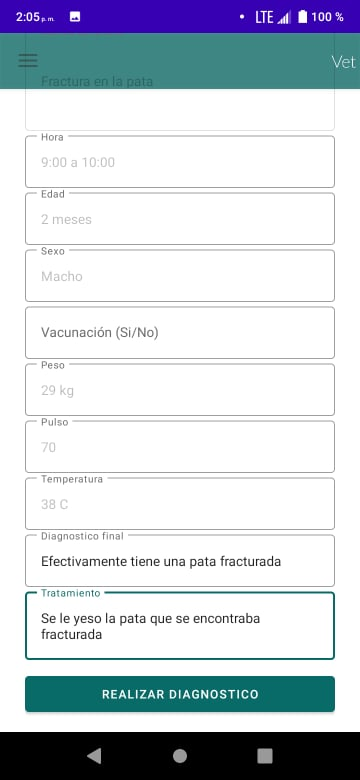 2:05 p. m.
LTE
100 %
Vet
Fractura en la pata
Hora
9:00 a 10:00
Edad
2 meses
Sexo
Macho
Vacunación (Si/No)
Peso
29 kg
Pulso
70
Temperatura
38 C
Diagnostico final
Efectivamente tiene una pata fracturada
Tratamiento
Se le yeso la pata que se encontraba
fracturada
REALIZAR DIAGNOSTICO